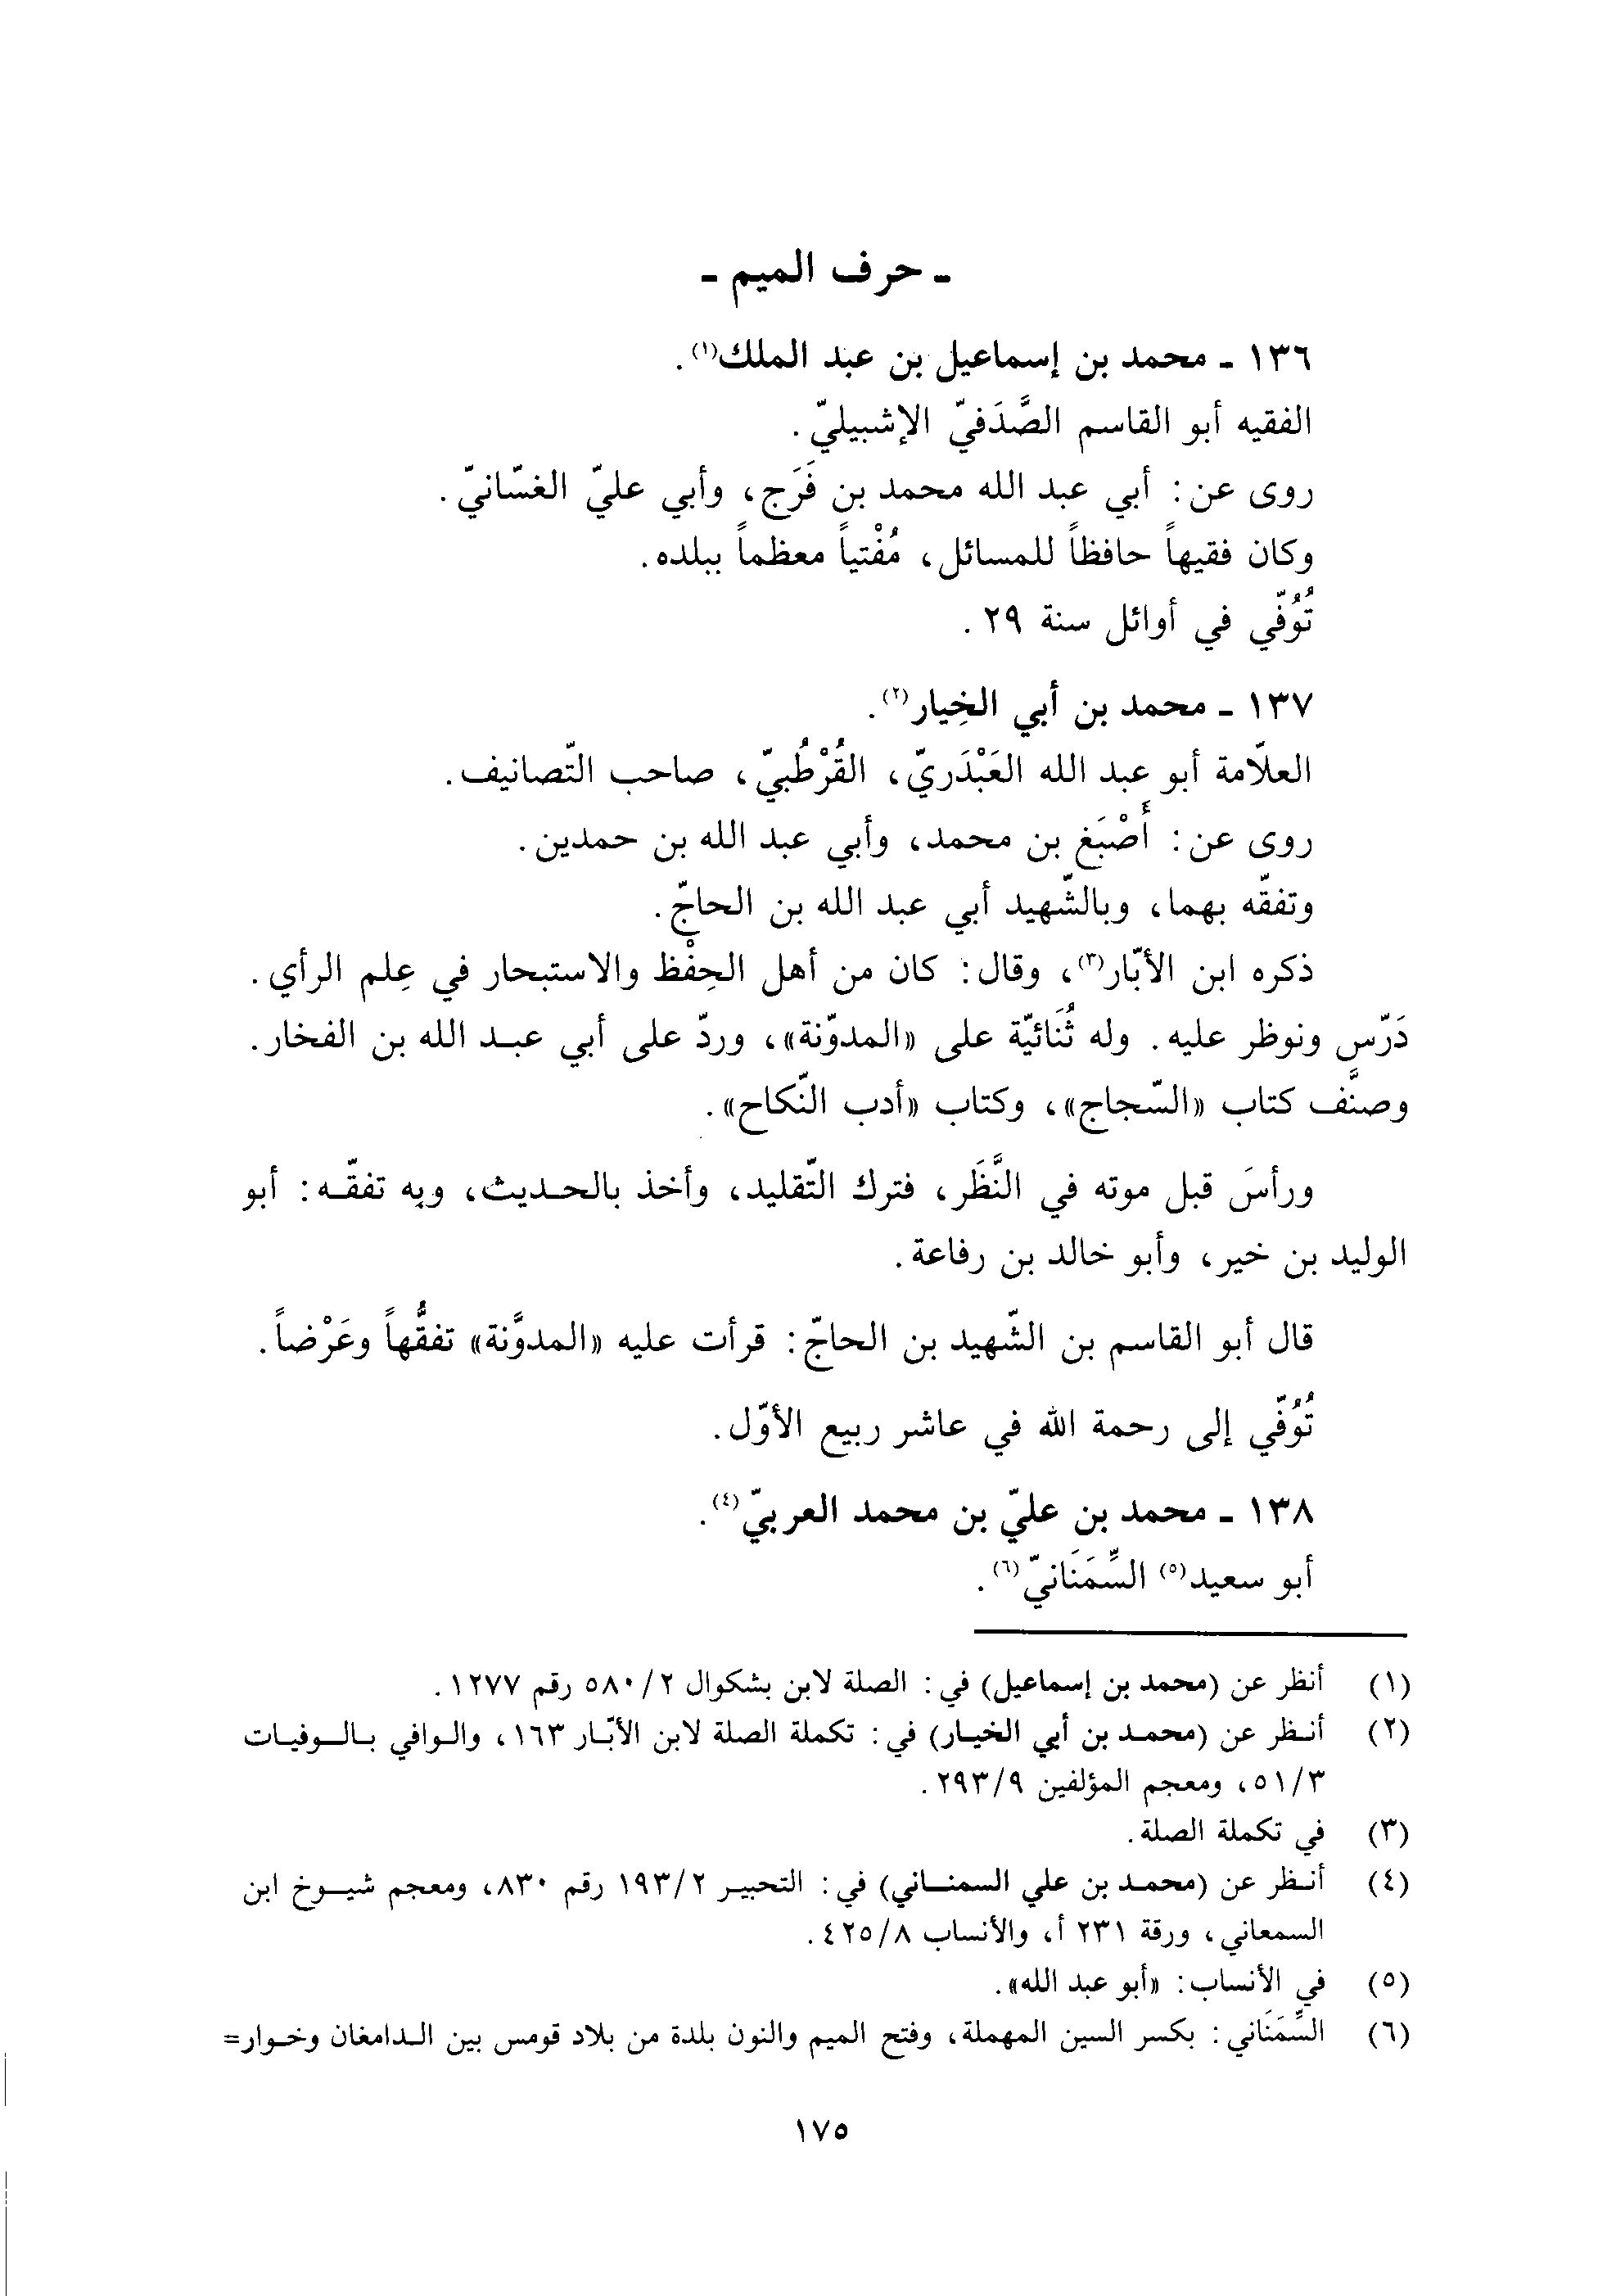 ـ حرف الميم ـ
١٣٦ ـ محمد بن إسماعيل بن عبد الملك(١).
الفقيه أبو القاسم الصَّدَفيّ الإشبيليّ.
روى عن: أبي عبد الله محمد بن فَرَج، وأبي عليّ الغسّانيّ.
وكان فقيهاً حافظاً للمسائل، مُفْتياً معظماً ببلده.
تُوُفّي في أوائل سنة ٢٩.
١٣٧ ـ محمد بن أبي الخِيار(٢).
العلّامة أبو عبد الله العَبْدَريّ، القُرْطُبيّ، صاحب التّصانيف.
روى عن: أَصْبَغ بن محمد، وأبي عبد الله بن حمدين.
وتفقّه بهما، وبالشّهيد أبي عبد الله بن الحاجّ.
ذكره ابن الأبّار(٣)، وقال: كان من أهل الحِفْظ والاستبحار في عِلم الرأي.
دَرّس ونوظر عليه. وله ثُنَائيّة على «المدوّنة»، وردّ على أبي عبد الله بن الفخار.
وصنَّف كتاب «السّجاج»، وكتاب «أدب النّكاح».
ورأسَ قبل موته في النَّظَر، فترك التّقليد، وأخذ بالحديث، وبه تفقّه: أبو
الوليد بن خير، وأبو خالد بن رفاعة.
قال أبو القاسم بن الشّهيد بن الحاجّ: قرأت عليه «المدوَّنة» تفقُّهاً وعَرْضاً.
تُوُفّي إلى رحمة الله في عاشر ربيع الأوّل.
١٣٨ ـ محمد بن عليّ بن محمد العربيّ(٤).
أبو سعيد(٥) السِّمَنَانيّ(٦).
(١) أنظر عن (محمد بن إسماعيل) في: الصلة لابن بشكوال ٥٨٠/٢ رقم ١٢٧٧.
(٢) أنظر عن (محمد بن أبي الخيار) في: تكملة الصلة لابن الأبّار ١٦٣، والوافي بالوفيات
٥١/٣، ومعجم المؤلفين ٢٩٣/٩.
(٣) في تكملة الصلة.
(٤) أنظر عن (محمد بن علي السمناني) في: التحبير ١٩٣/٢ رقم ٨٣٠، ومعجم شيوخ ابن
السمعاني، ورقة ٢٣١ أ، والأنساب ٤٢٥/٨.
(٥) في الأنساب: «أبو عبد الله».
(٦) السِّمَنَاني: بكسر السين المهملة، وفتح الميم والنون بلدة من بلاد قومس بين الدامغان وخوار=
١٧٥